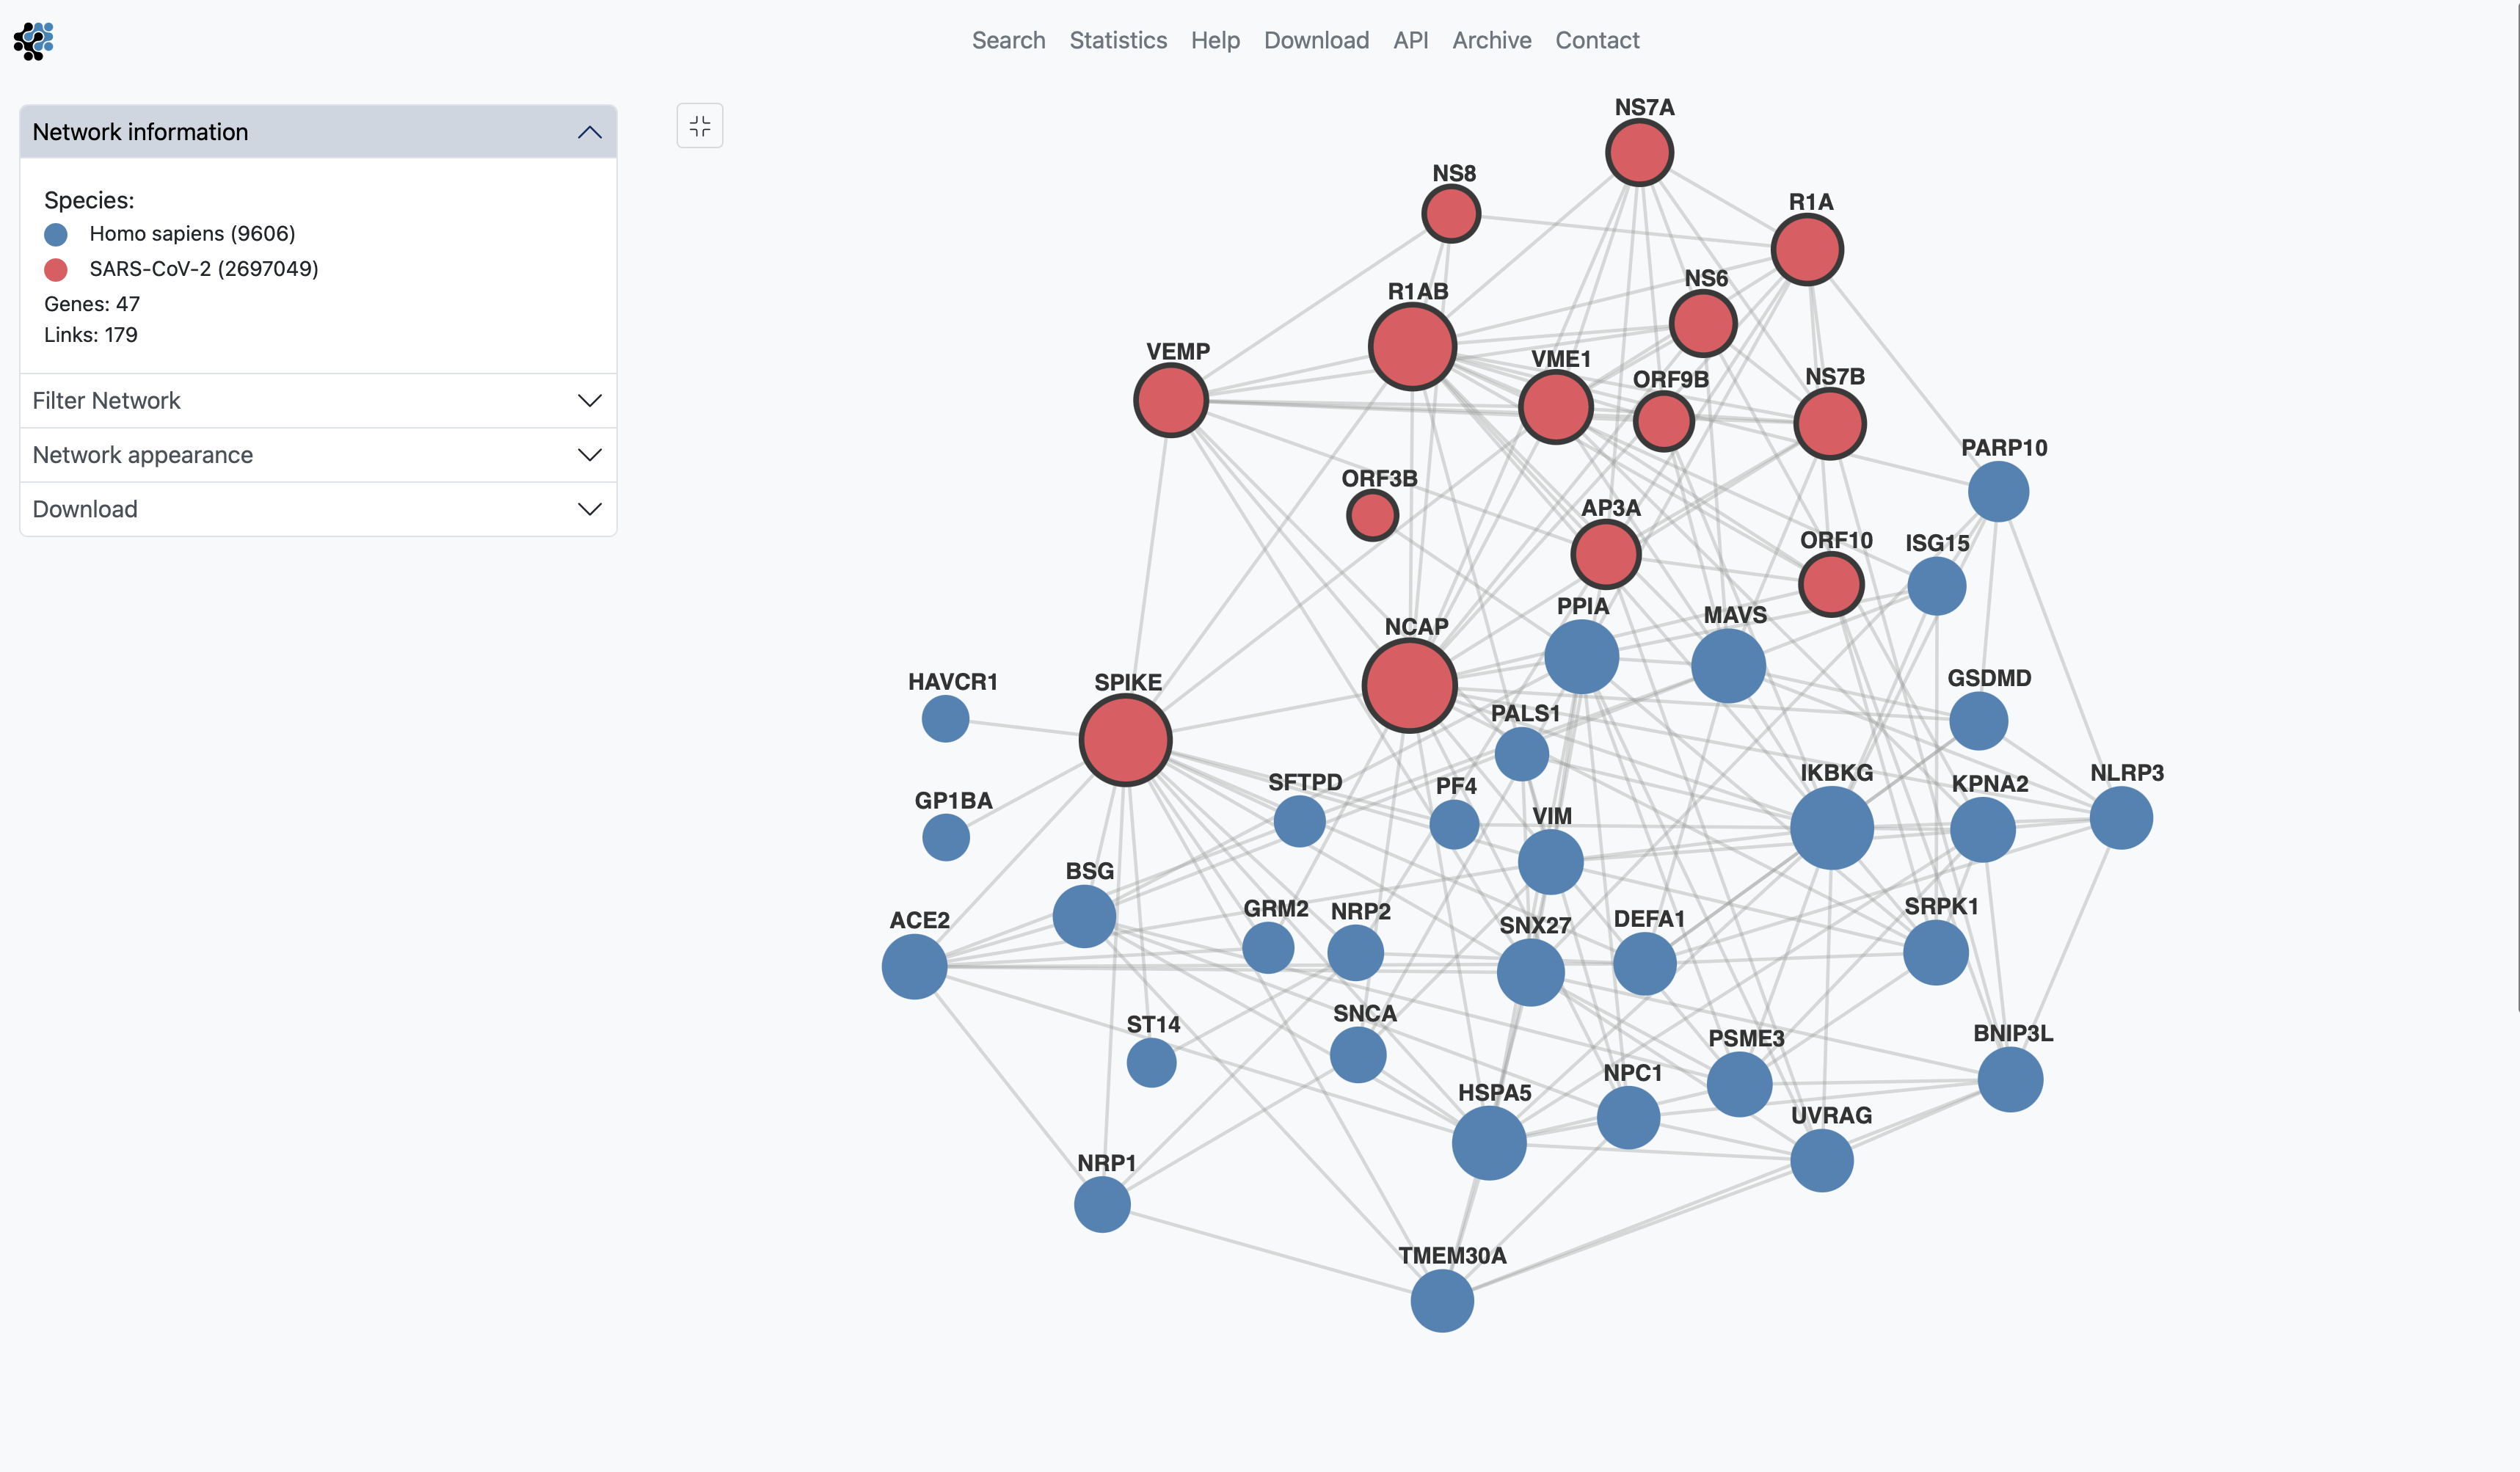 Search Statistics Help Download API Archive Contact
Network information
Species:
Homo sapiens (9606)
SARS-CoV-2 (2697049)
Genes: 47
Links: 179
Filter Network
Network appearance
Download
NS7A
NS8
R1A
NS6
R1AB
VEMP
VME1
ORF9B
NS7B
PARP10
ORF3B
AP3A
ORF10
ISG15
PPIA
MAVS
NCAP
HAVCR1
SPIKE
GSDMD
PALS1
SFTPD
PF4
IKBKG
KPNA2
NLRP3
GP1BA
VIM
BSG
ACE2
GRM2
NRP2
SNX27
DEFA1
SRPK1
ST14
SNCA
PSME3
BNIP3L
HSPA5
NPC1
UVRAG
NRP1
TMEM30A